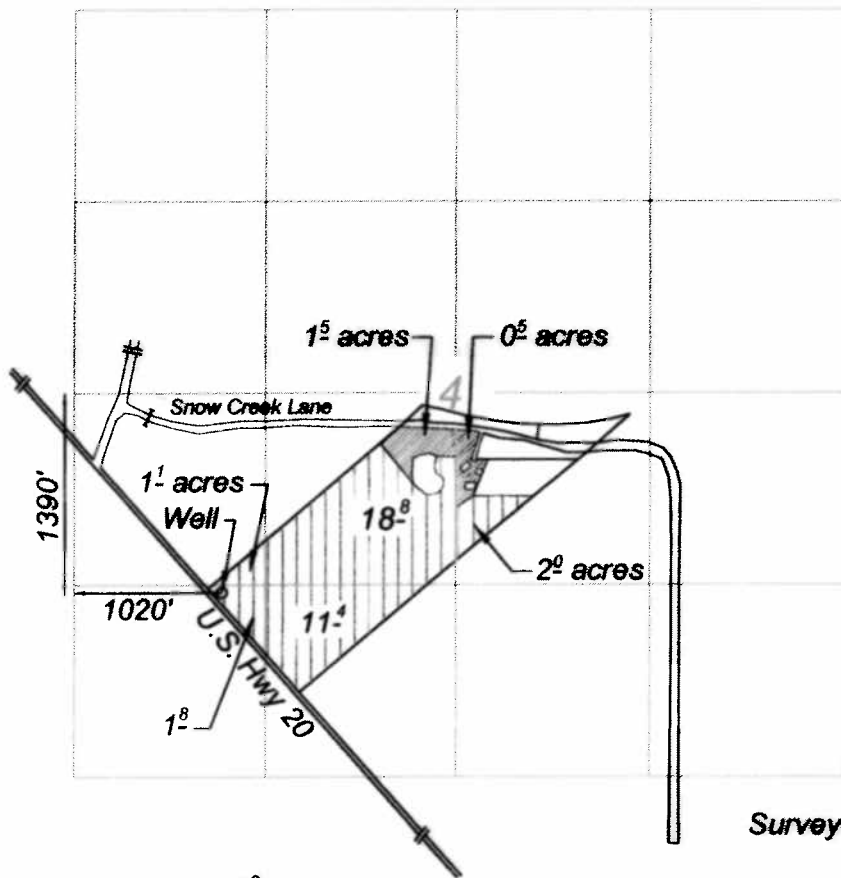 1⁵ acres
0⁵ acres
4
Snow Creek Lane
1390'
1¹ acres
Well
18⁸
2⁰ acres
1020'
11⁴
U.S. Hwy 20
1⁸
Survey